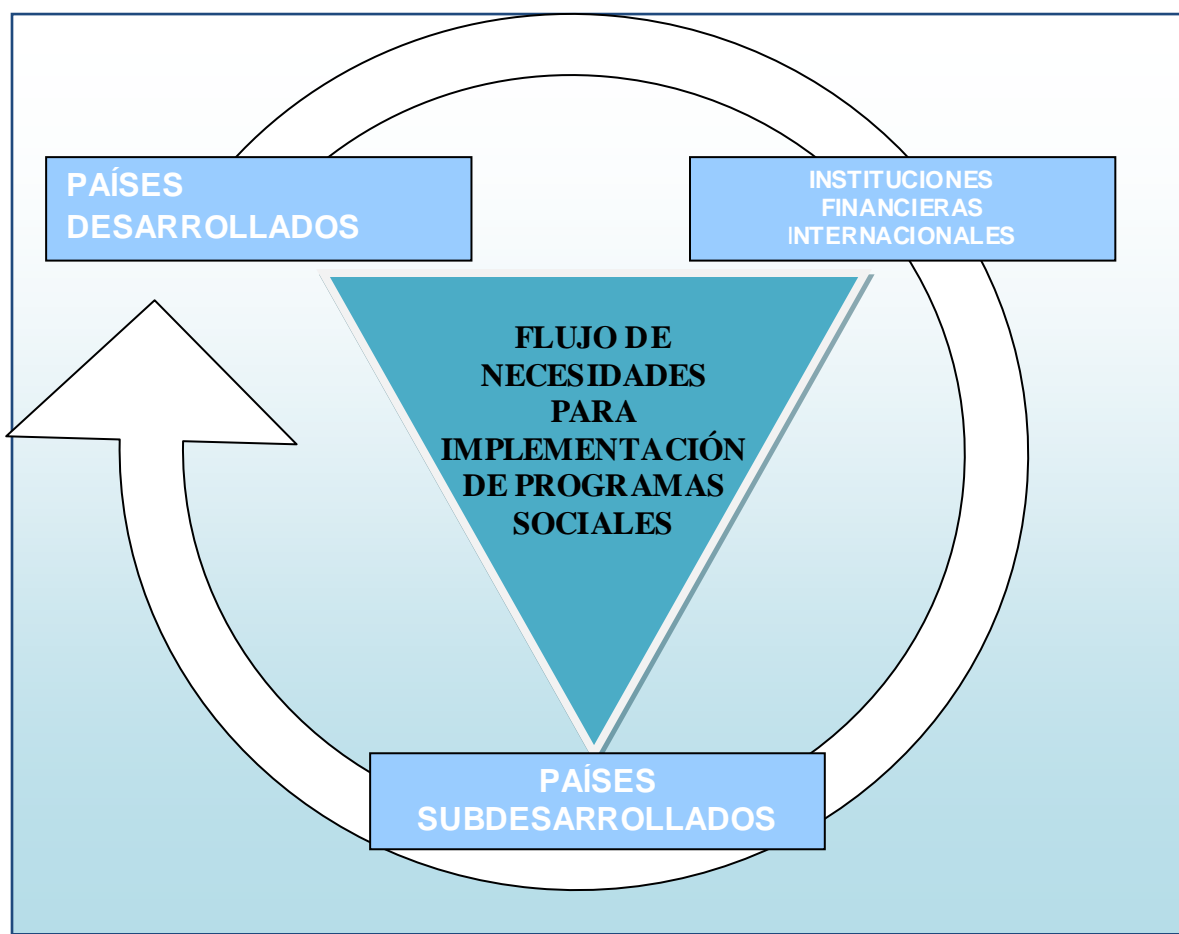 PAÍSES
DESARROLLADOS
INSTITUCIONES
FINANCIERAS
INTERNACIONALES
FLUJO DE
NECESIDADES
PARA
IMPLEMENTACIÓN
DE PROGRAMAS
SOCIALES
PAÍSES
SUBDESARROLLADOS